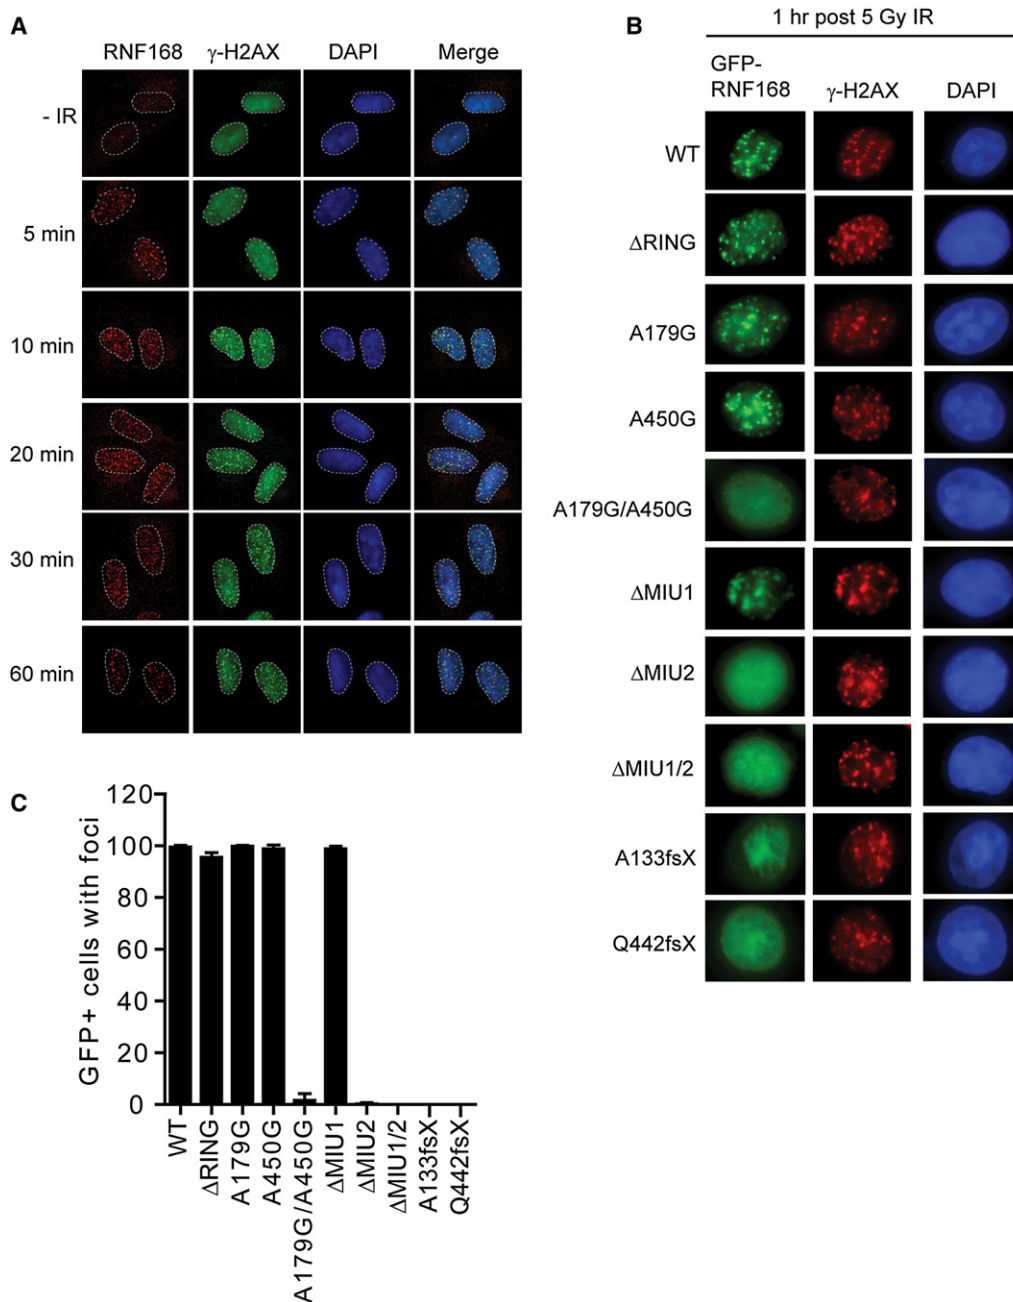 A
RNF168 γ-H2AX DAPI Merge
- IR
5 min
10 min
20 min
30 min
60 min
B
1 hr post 5 Gy IR
GFP-
RNF168 γ-H2AX DAPI
WT
ΔRING
A179G
A450G
A179G/A450G
ΔMIU1
ΔMIU2
ΔMIU1/2
A133fsX
Q442fsX
C
GFP+ cells with foci
120
100
80
60
40
20
0
WT
ΔRING
A179G
A450G
A179G/A450G
ΔMIU1
ΔMIU2
ΔMIU1/2
A133fsX
Q442fsX